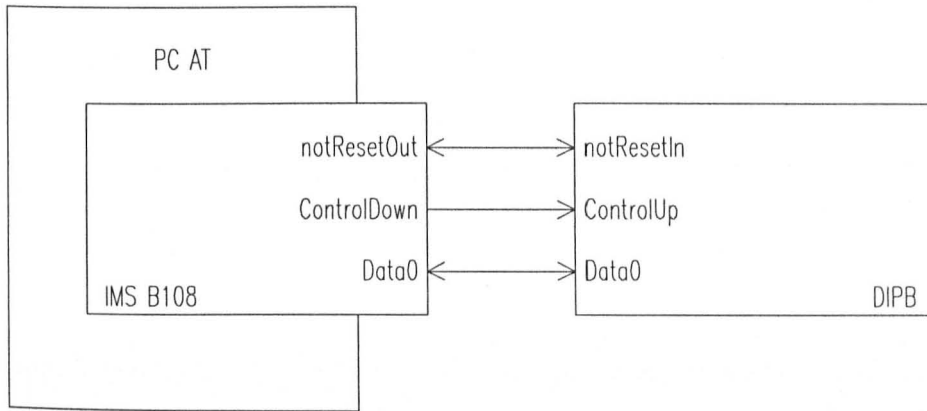 PC AT
notResetOut notResetIn
ControlDown ControlUp
Data0 Data0
IMS B108 DIPB